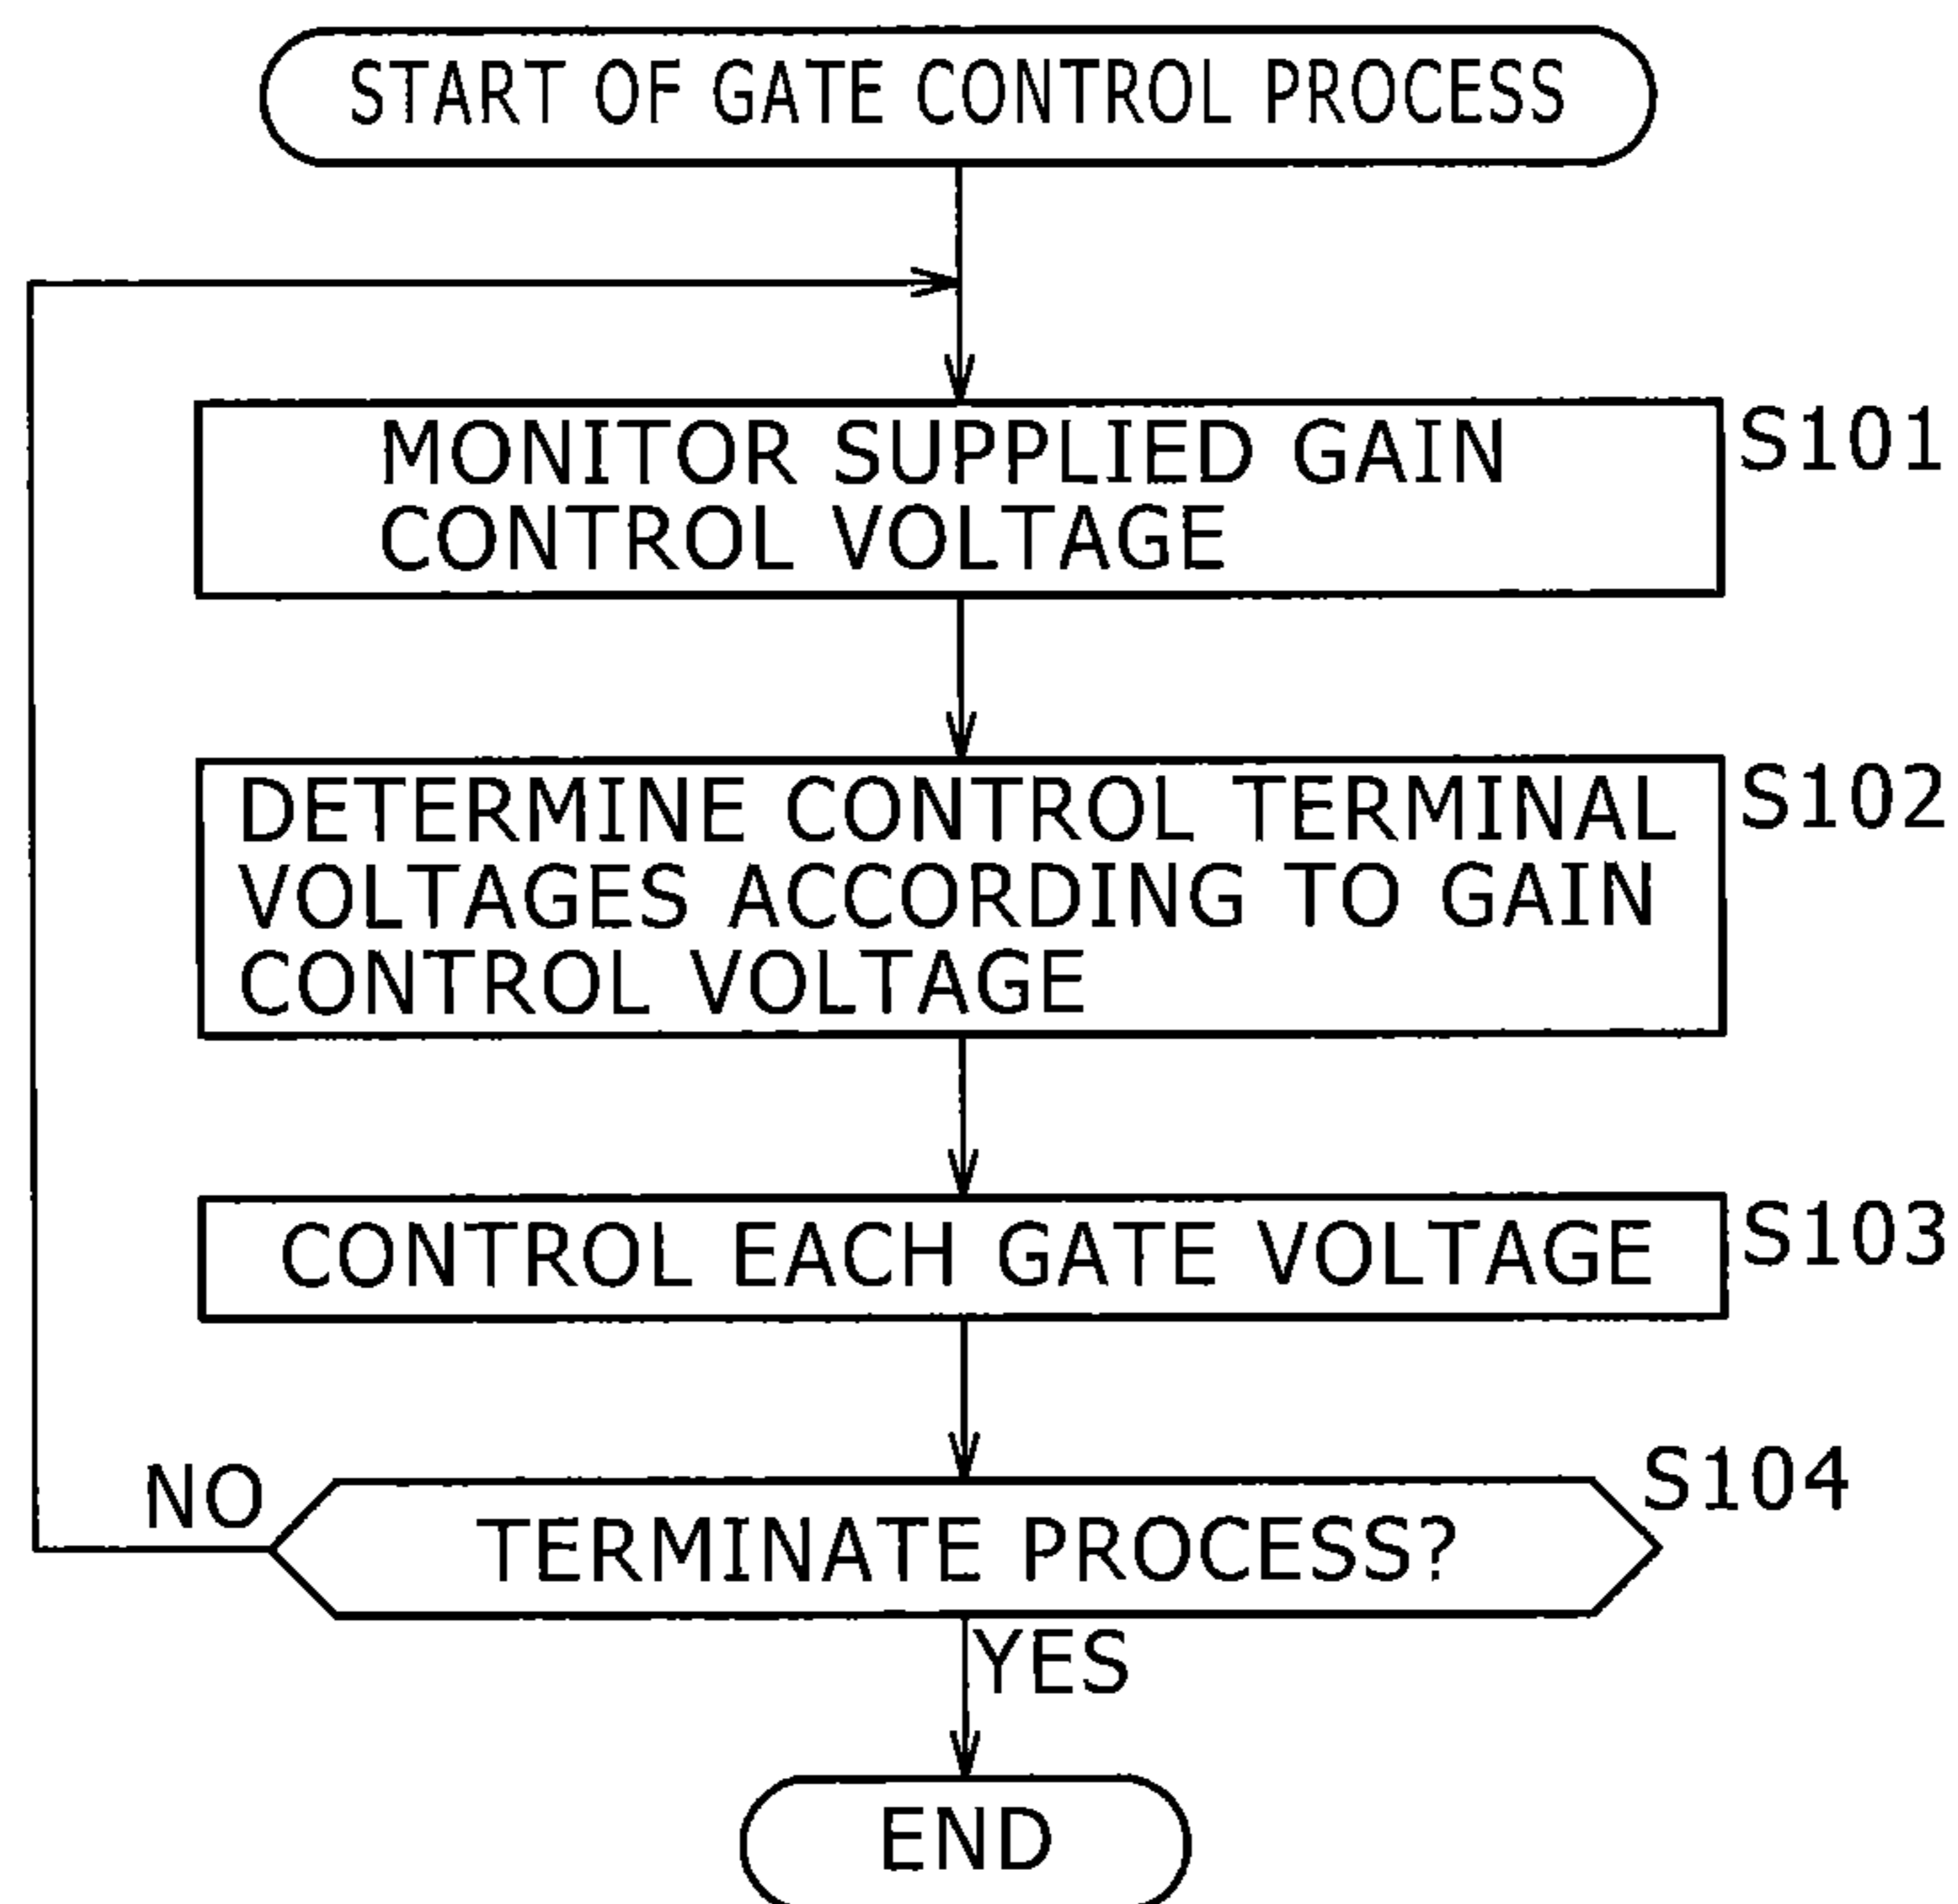 START OF GATE CONTROL PROCESS
MONITOR SUPPLIED GAIN
CONTROL VOLTAGE
S101
DETERMINE CONTROL TERMINAL
VOLTAGES ACCORDING TO GAIN
CONTROL VOLTAGE
S102
CONTROL EACH GATE VOLTAGE
S103
NO
TERMINATE PROCESS?
S104
YES
END